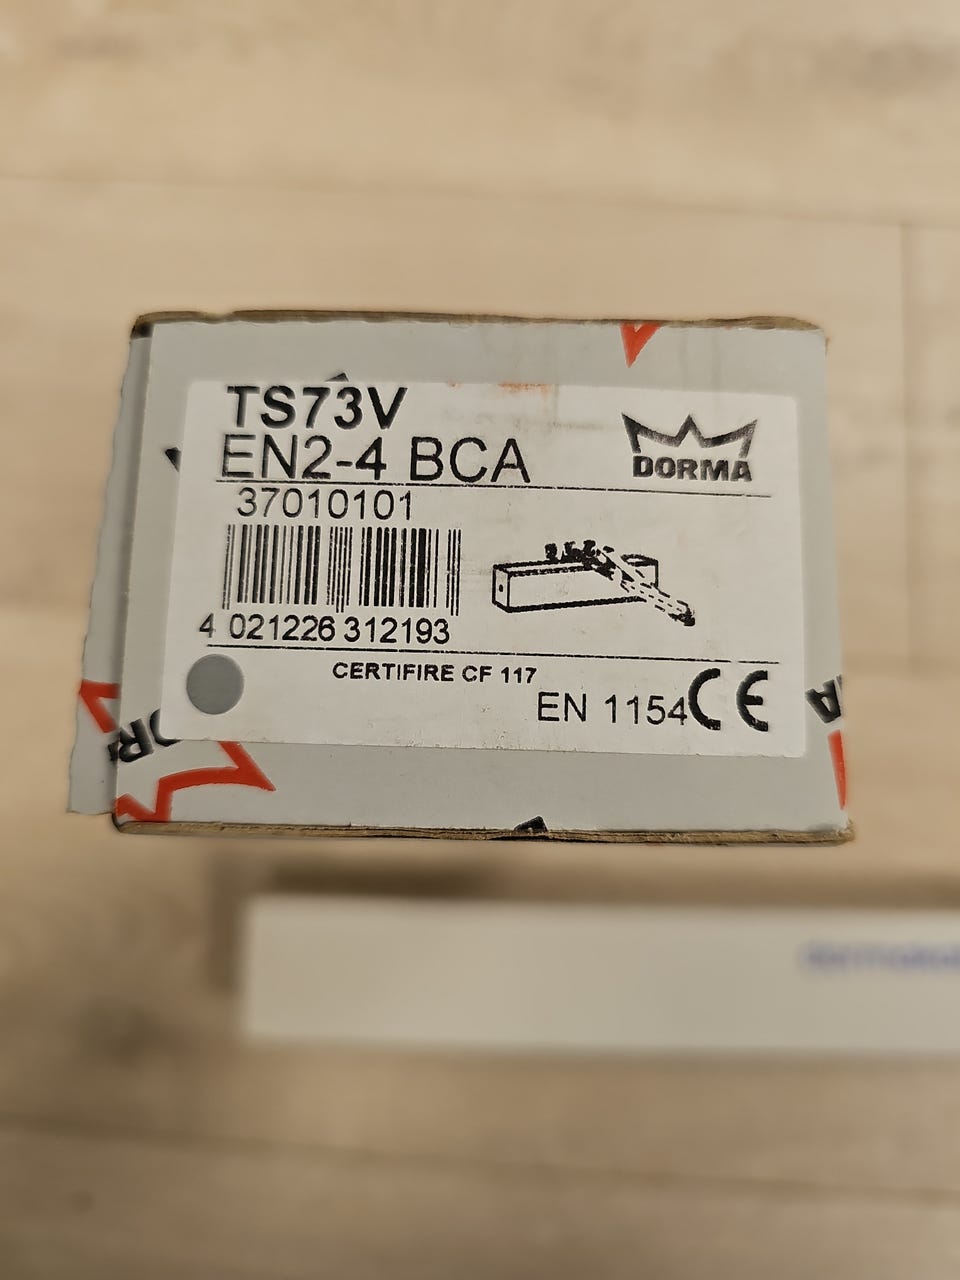 TS73V
EN2-4 BCA
DORMA
37010101
4 021226 312193
CERTIFIRE CF 117
EN 1154 CE